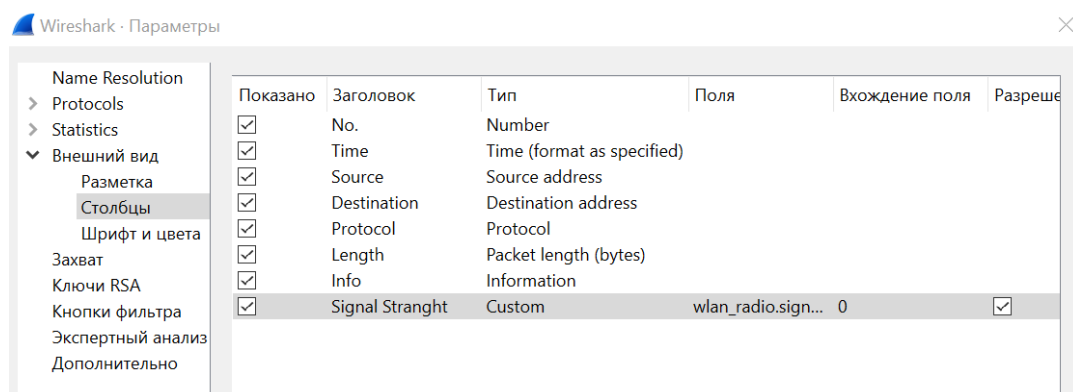 Wireshark · Параметры
Name Resolution
Protocols
Statistics
Внешний вид
Разметка
Столбцы
Шрифт и цвета
Захват
Ключи RSA
Кнопки фильтра
Экспертный анализ
Дополнительно
Показано Заголовок Тип Поля Вхождение поля Разреше
No. Number
Time Time (format as specified)
Source Source address
Destination Destination address
Protocol Protocol
Length Packet length (bytes)
Info Information
Signal Stranght Custom wlan_radio.sign... 0